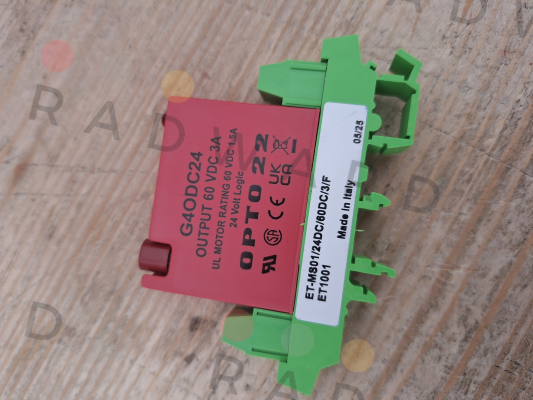 G4ODC24
OUTPUT 60 VDC 3A
UL MOTOR RATING 60 VDC 1.5A
24 Volt Logic
OPTO 22
CE UK CA
ET-MS01/24DC/60DC/3/F
ET1001 Made in Italy 05/25